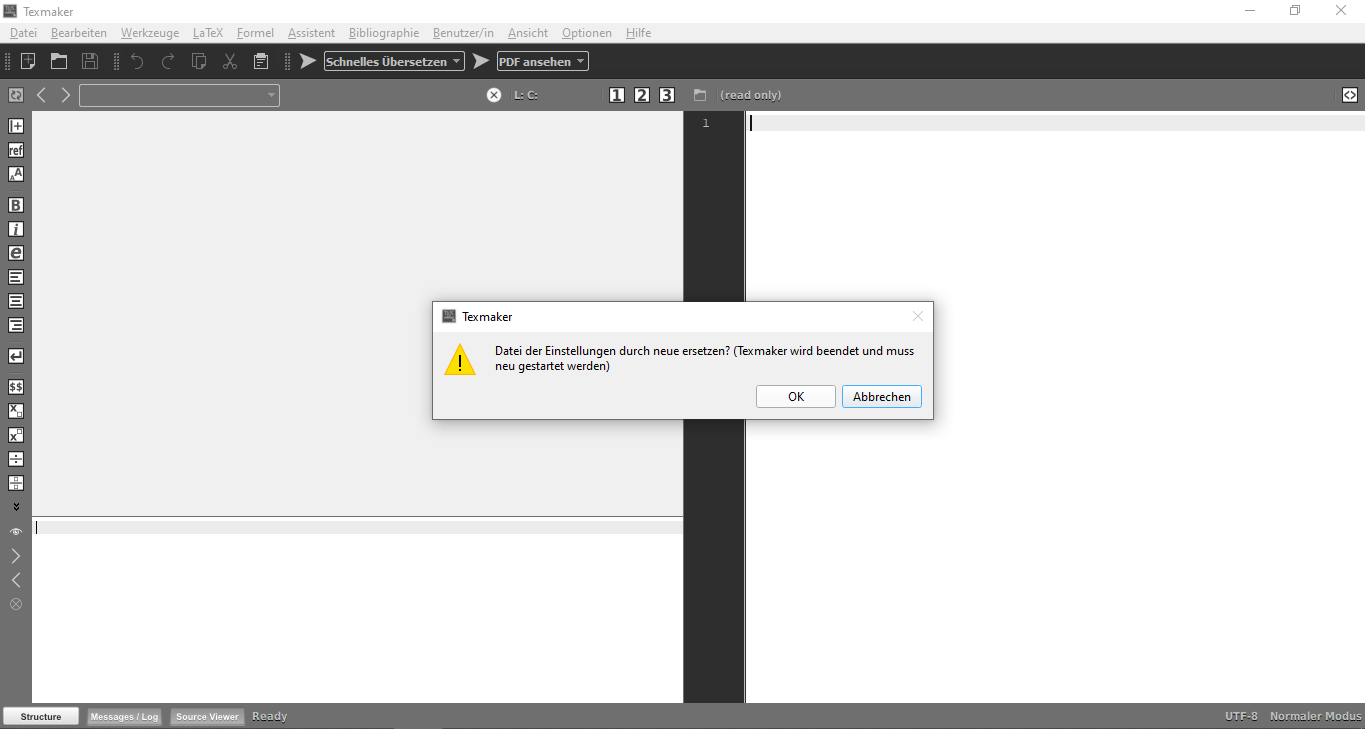 Texmaker
Datei Bearbeiten Werkzeuge LaTeX Formel Assistent Bibliographie Benutzer/in Ansicht Optionen Hilfe
Schnelles Übersetzen PDF ansehen
L: C: 1 2 3 (read only)
1
ref
A A
B
i
e
$$
x
x
Texmaker
Datei der Einstellungen durch neue ersetzen? (Texmaker wird beendet und muss
neu gestartet werden)
OK Abbrechen
Structure Messages / Log Source Viewer Ready UTF-8 Normaler Modus